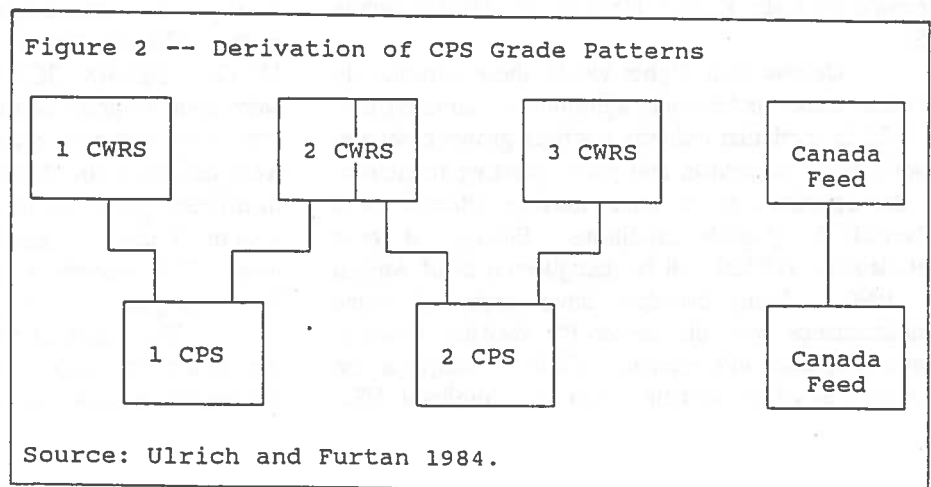 Figure 2 -- Derivation of CPS Grade Patterns
1 CWRS
2 CWRS
3 CWRS
Canada
Feed
1 CPS
2 CPS
Canada
Feed
Source: Ulrich and Furtan 1984.